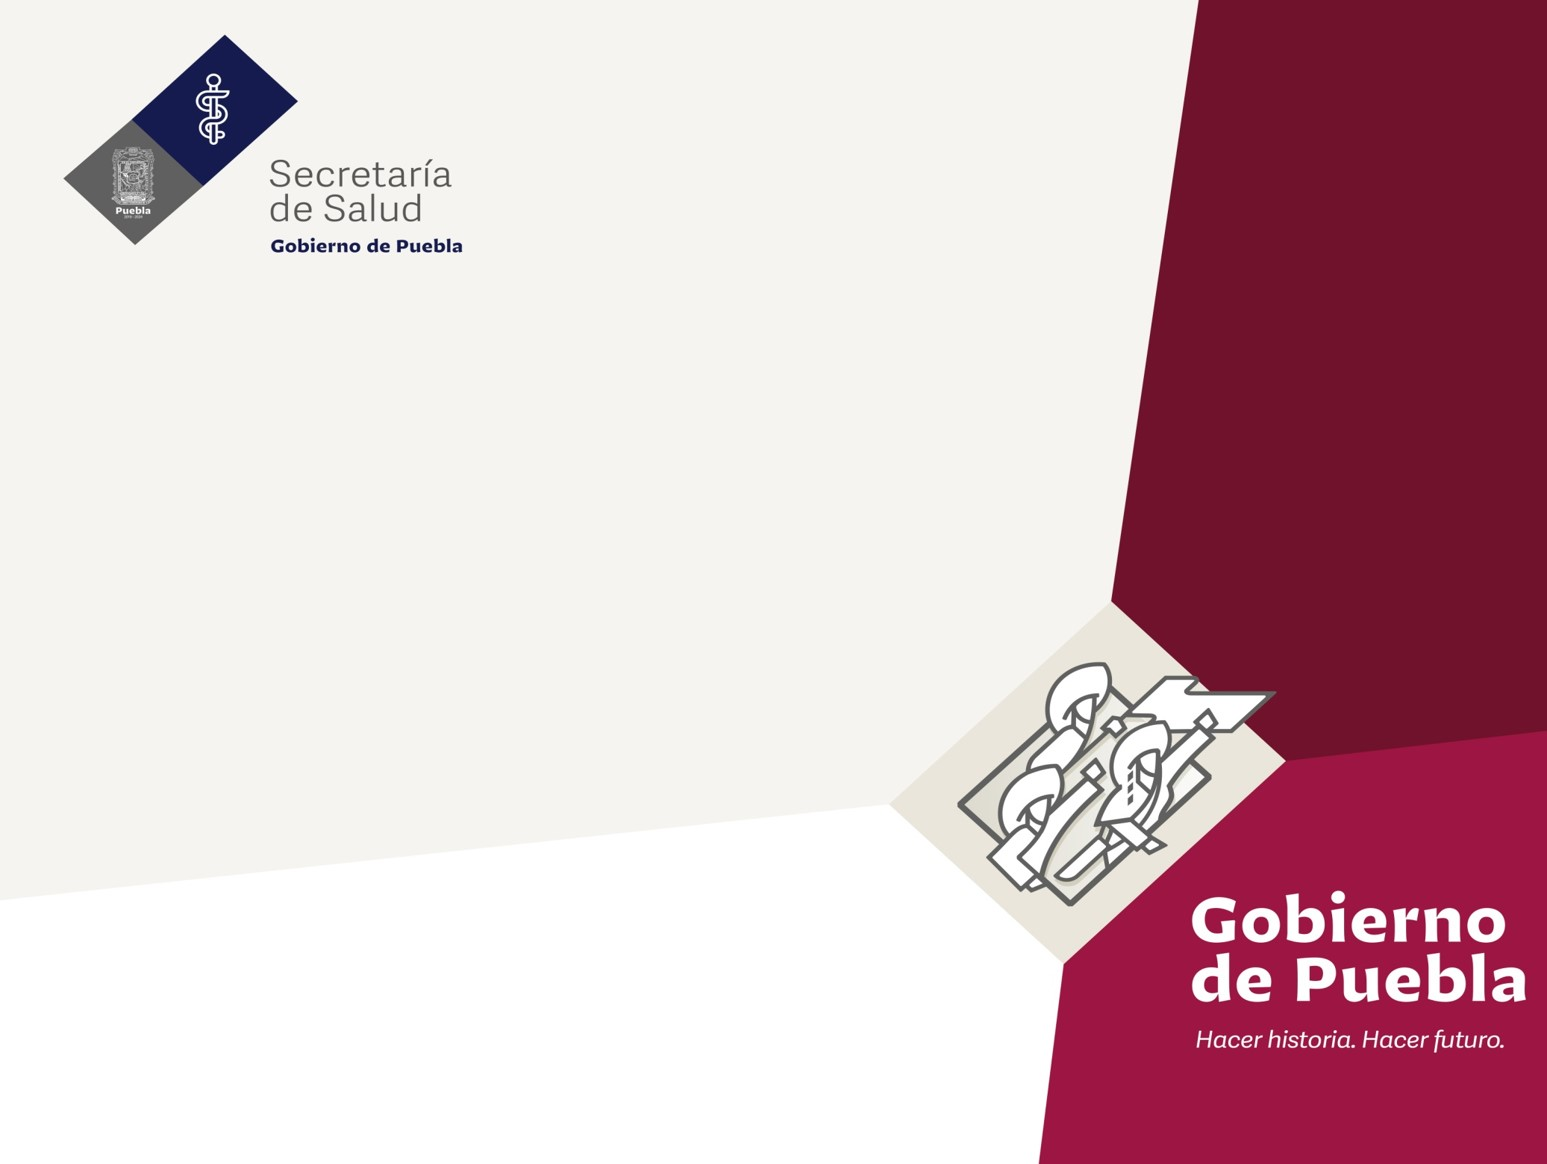 Secretaría
de Salud
Gobierno de Puebla
Puebla
Gobierno
de Puebla
Hacer historia. Hacer futuro.